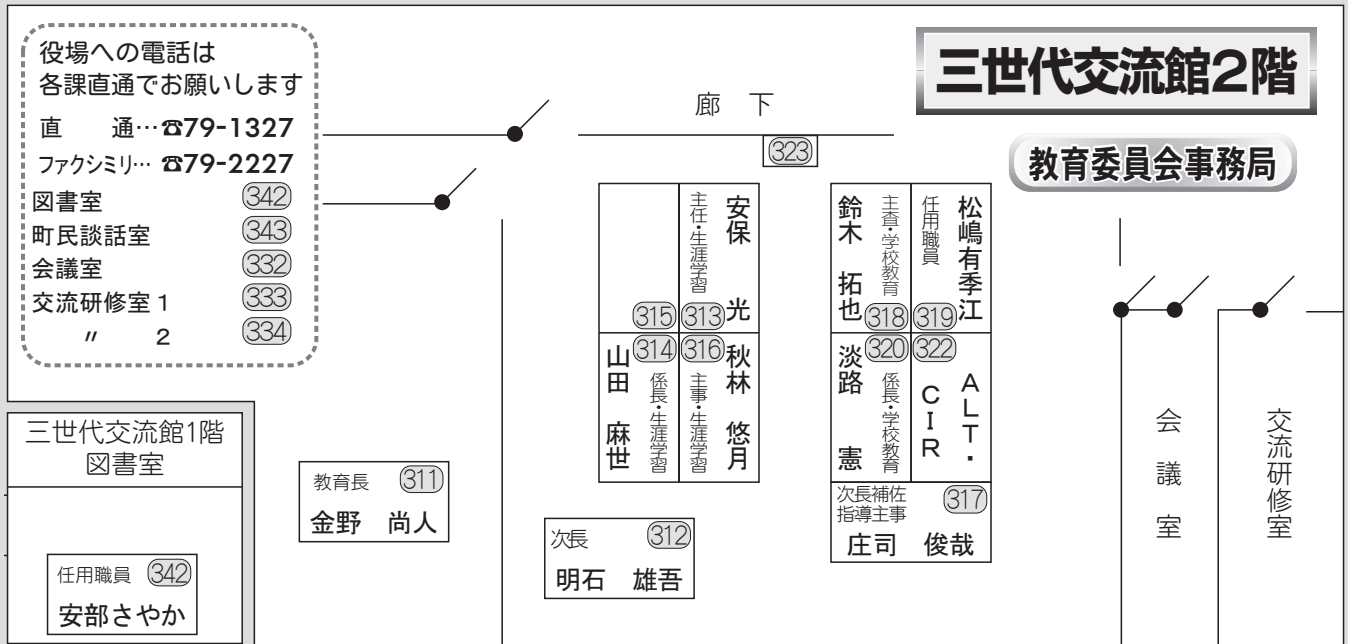 役場への電話は
各課直通でお願いします
直　　通…☎79-1327
ファクシミリ…☎79-2227
図書室 342
町民談話室 343
会議室 332
交流研修室1 333
〃 2 334
三世代交流館2階
教育委員会事務局
廊下
323
315
主任・生涯学習 313
安保 光
山田 麻世
314 係長・生涯学習
316 主事・生涯学習
秋林 悠月
鈴木 拓也
主査・学校教育 318
任用職員 319
松嶋有季江
淡路 憲
320 係長・学校教育
322
ALT・
CIR
次長補佐
指導主事 317
庄司 俊哉
教育長 311
金野 尚人
次長 312
明石 雄吾
会議室
交流研修室
三世代交流館1階
図書室
任用職員 342
安部さやか